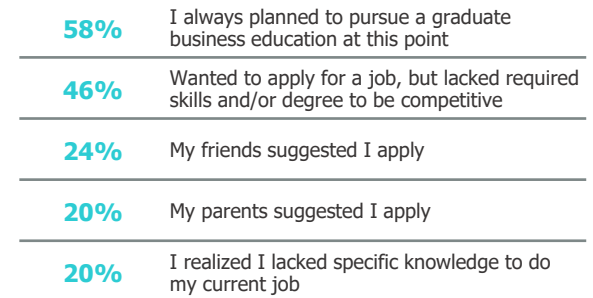 58%
I always planned to pursue a graduate
business education at this point
46%
Wanted to apply for a job, but lacked required
skills and/or degree to be competitive
24%
My friends suggested I apply
20%
My parents suggested I apply
20%
I realized I lacked specific knowledge to do
my current job